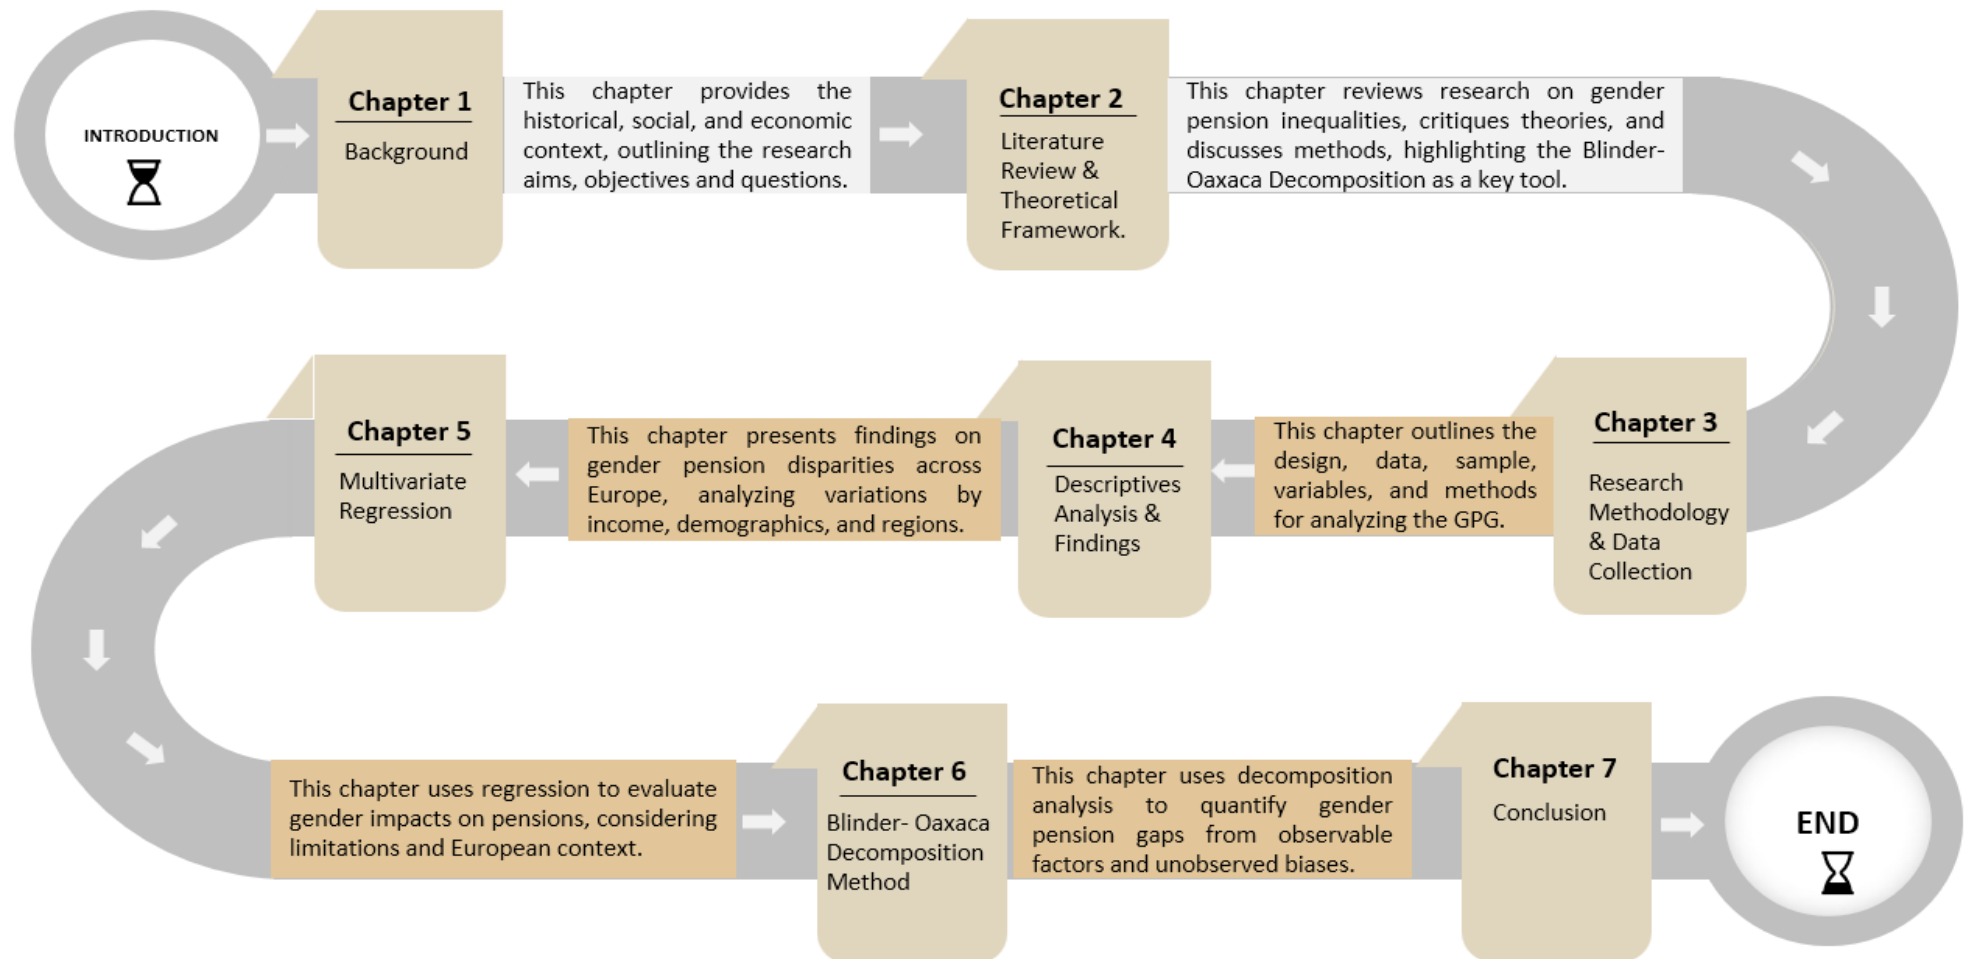 INTRODUCTION
Chapter 1
Background
This chapter provides the
historical, social, and economic
context, outlining the research
aims, objectives and questions.
Chapter 2
Literature
Review &
Theoretical
Framework.
This chapter reviews research on gender
pension inequalities, critiques theories, and
discusses methods, highlighting the Blinder-
Oaxaca Decomposition as a key tool.
Chapter 3
Research
Methodology
& Data
Collection
This chapter outlines the
design, data, sample,
variables, and methods
for analyzing the GPG.
Chapter 4
Descriptives
Analysis &
Findings
This chapter presents findings on
gender pension disparities across
Europe, analyzing variations by
income, demographics, and regions.
Chapter 5
Multivariate
Regression
This chapter uses regression to evaluate
gender impacts on pensions, considering
limitations and European context.
Chapter 6
Blinder- Oaxaca
Decomposition
Method
This chapter uses decomposition
analysis to quantify gender
pension gaps from observable
factors and unobserved biases.
Chapter 7
Conclusion
END